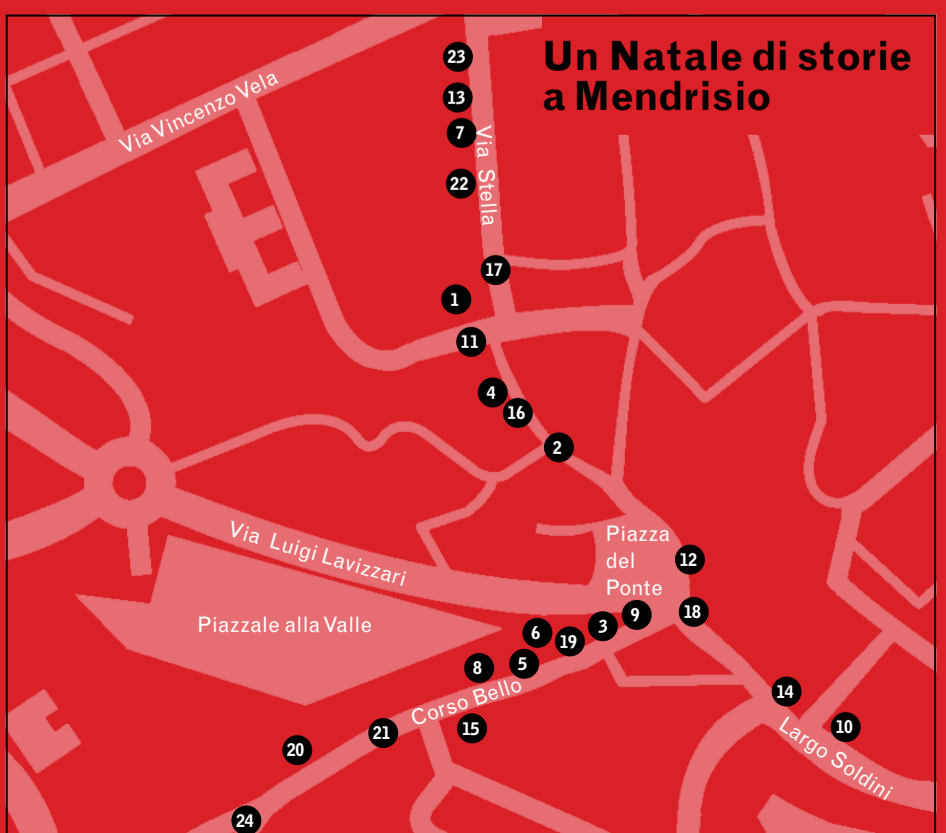 Un Natale di storie
a Mendrisio
23
13
7
22
Via Vincenzo Vela
Via Stella
17
1
11
4
16
2
Via Luigi Lavizzari
Piazza
del
Ponte
12
18
9
3
19
6
5
8
Piazzale alla Valle
Corso Bello
15
21
20
24
14
10
Largo Soldini